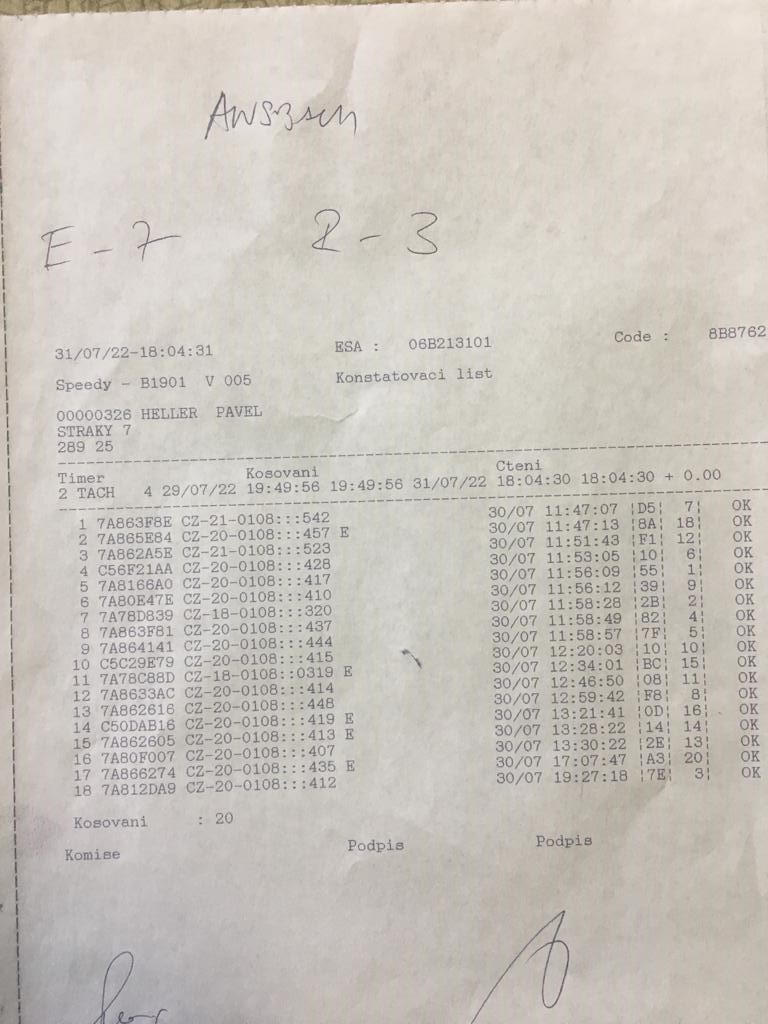 E-7 R-3
31/07/22-18:04:31 ESA : 06B213101 Code : 8B8762
Speedy - B1901 V 005 Konstatovaci list
00000326 HELLER PAVEL
STRAKY 7
289 25
Timer Kosovani Cteni
2 TACH 4 29/07/22 19:49:56 19:49:56 31/07/22 18:04:30 18:04:30 + 0.00
1 7A863F8E CZ-21-0108:::542 30/07 11:47:07 ¦D5¦ 7¦ OK
2 7A865E84 CZ-20-0108:::457 E 30/07 11:47:13 ¦8A¦ 18¦ OK
3 7A862A5E CZ-21-0108:::523 30/07 11:51:43 ¦F1¦ 12¦ OK
4 C56F21AA CZ-20-0108:::428 30/07 11:53:05 ¦10¦ 6¦ OK
5 7A8166A0 CZ-20-0108:::417 30/07 11:56:09 ¦55¦ 1¦ OK
6 7A80E47E CZ-20-0108:::410 30/07 11:56:12 ¦39¦ 9¦ OK
7 7A78D839 CZ-18-0108:::320 30/07 11:58:28 ¦2B¦ 2¦ OK
8 7A863F81 CZ-20-0108:::437 30/07 11:58:49 ¦82¦ 4¦ OK
9 7A864141 CZ-20-0108:::444 30/07 11:58:57 ¦7F¦ 5¦ OK
10 C5C29E79 CZ-20-0108:::415 30/07 12:20:03 ¦10¦ 10¦ OK
11 7A78C88D CZ-18-0108::0319 E 30/07 12:34:01 ¦BC¦ 15¦ OK
12 7A8633AC CZ-20-0108:::414 30/07 12:46:50 ¦08¦ 11¦ OK
13 7A862616 CZ-20-0108:::448 30/07 12:59:42 ¦F8¦ 8¦ OK
14 C50DAB16 CZ-20-0108:::419 E 30/07 13:21:41 ¦0D¦ 16¦ OK
15 7A862605 CZ-20-0108:::413 E 30/07 13:28:22 ¦14¦ 14¦ OK
16 7A80F007 CZ-20-0108:::407 30/07 13:30:22 ¦2E¦ 13¦ OK
17 7A866274 CZ-20-0108:::435 E 30/07 17:07:47 ¦A3¦ 20¦ OK
18 7A812DA9 CZ-20-0108:::412 30/07 19:27:18 ¦7E¦ 3¦ OK
Kosovani : 20
Komise Podpis Podpis